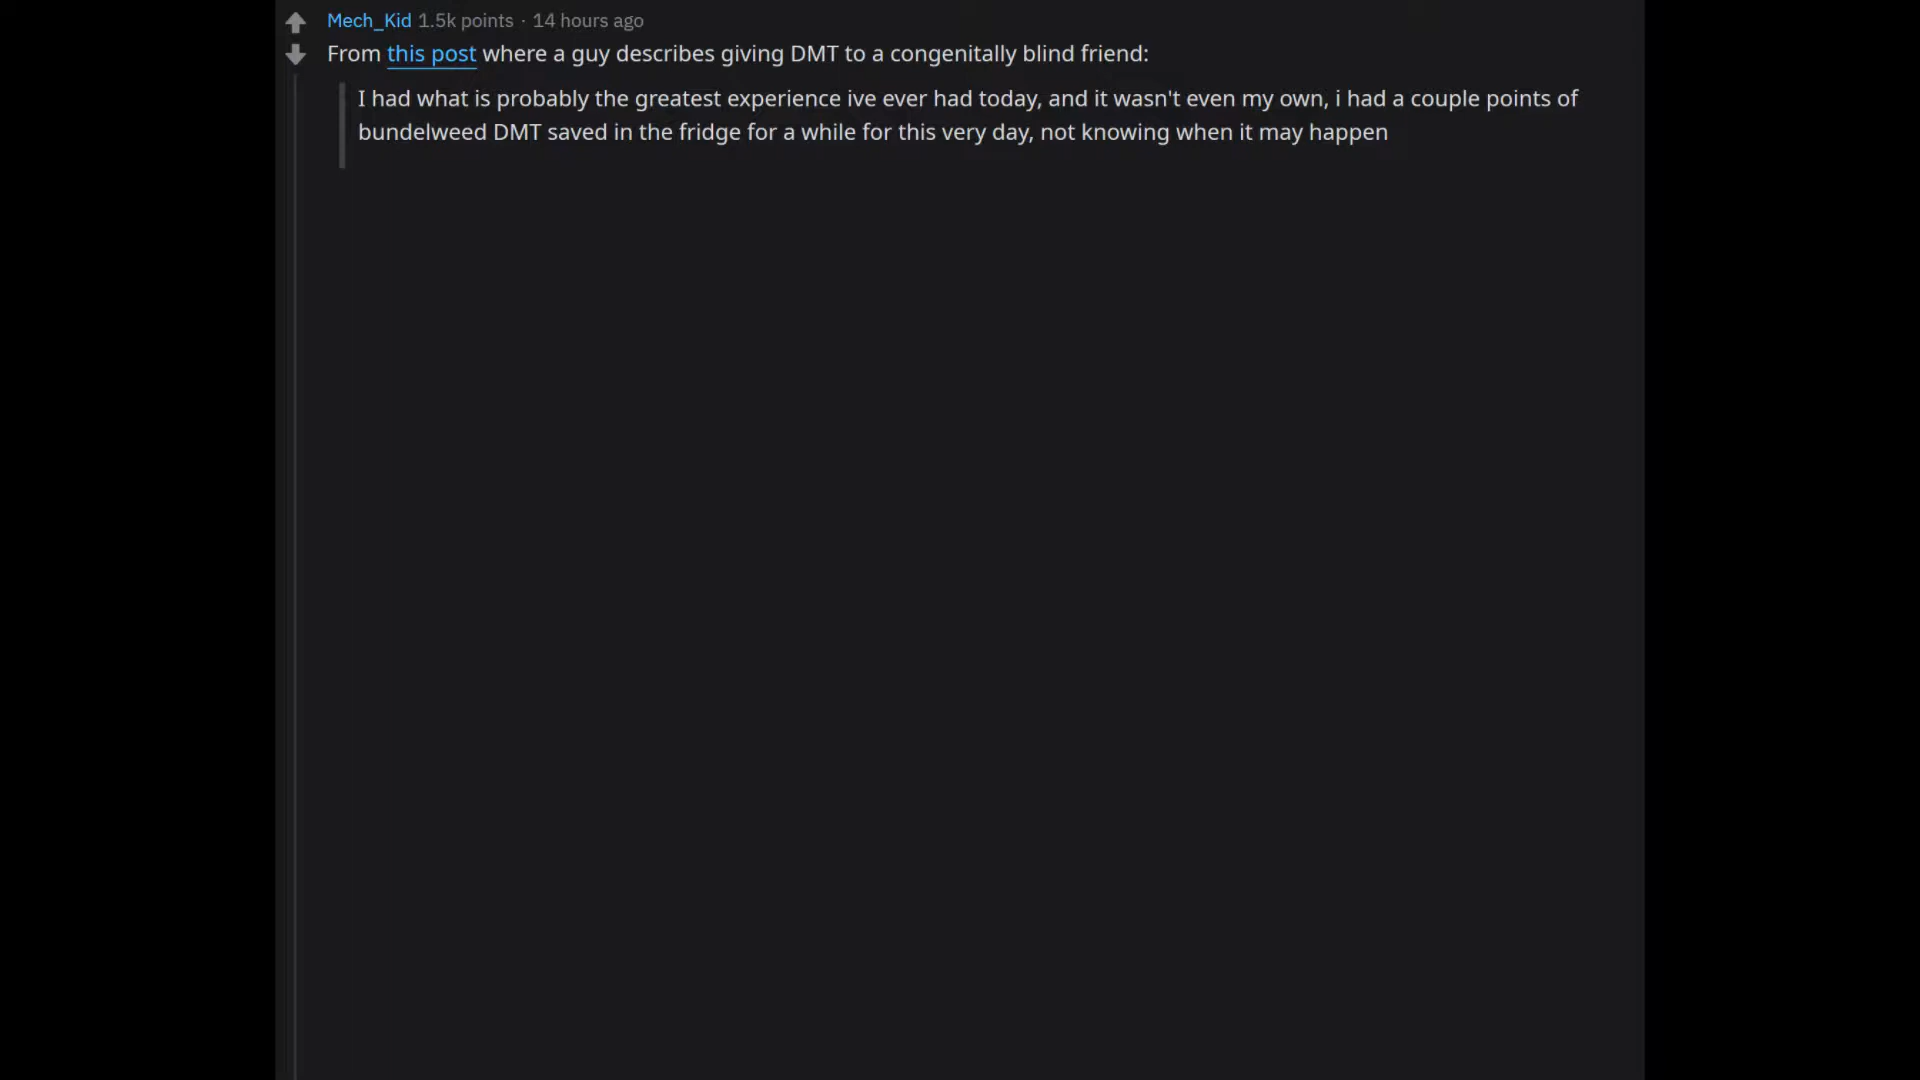 Mech_Kid 1.5k points · 14 hours ago
From this post where a guy describes giving DMT to a congenitally blind friend:
I had what is probably the greatest experience ive ever had today, and it wasn't even my own, i had a couple points of
bundelweed DMT saved in the fridge for a while for this very day, not knowing when it may happen